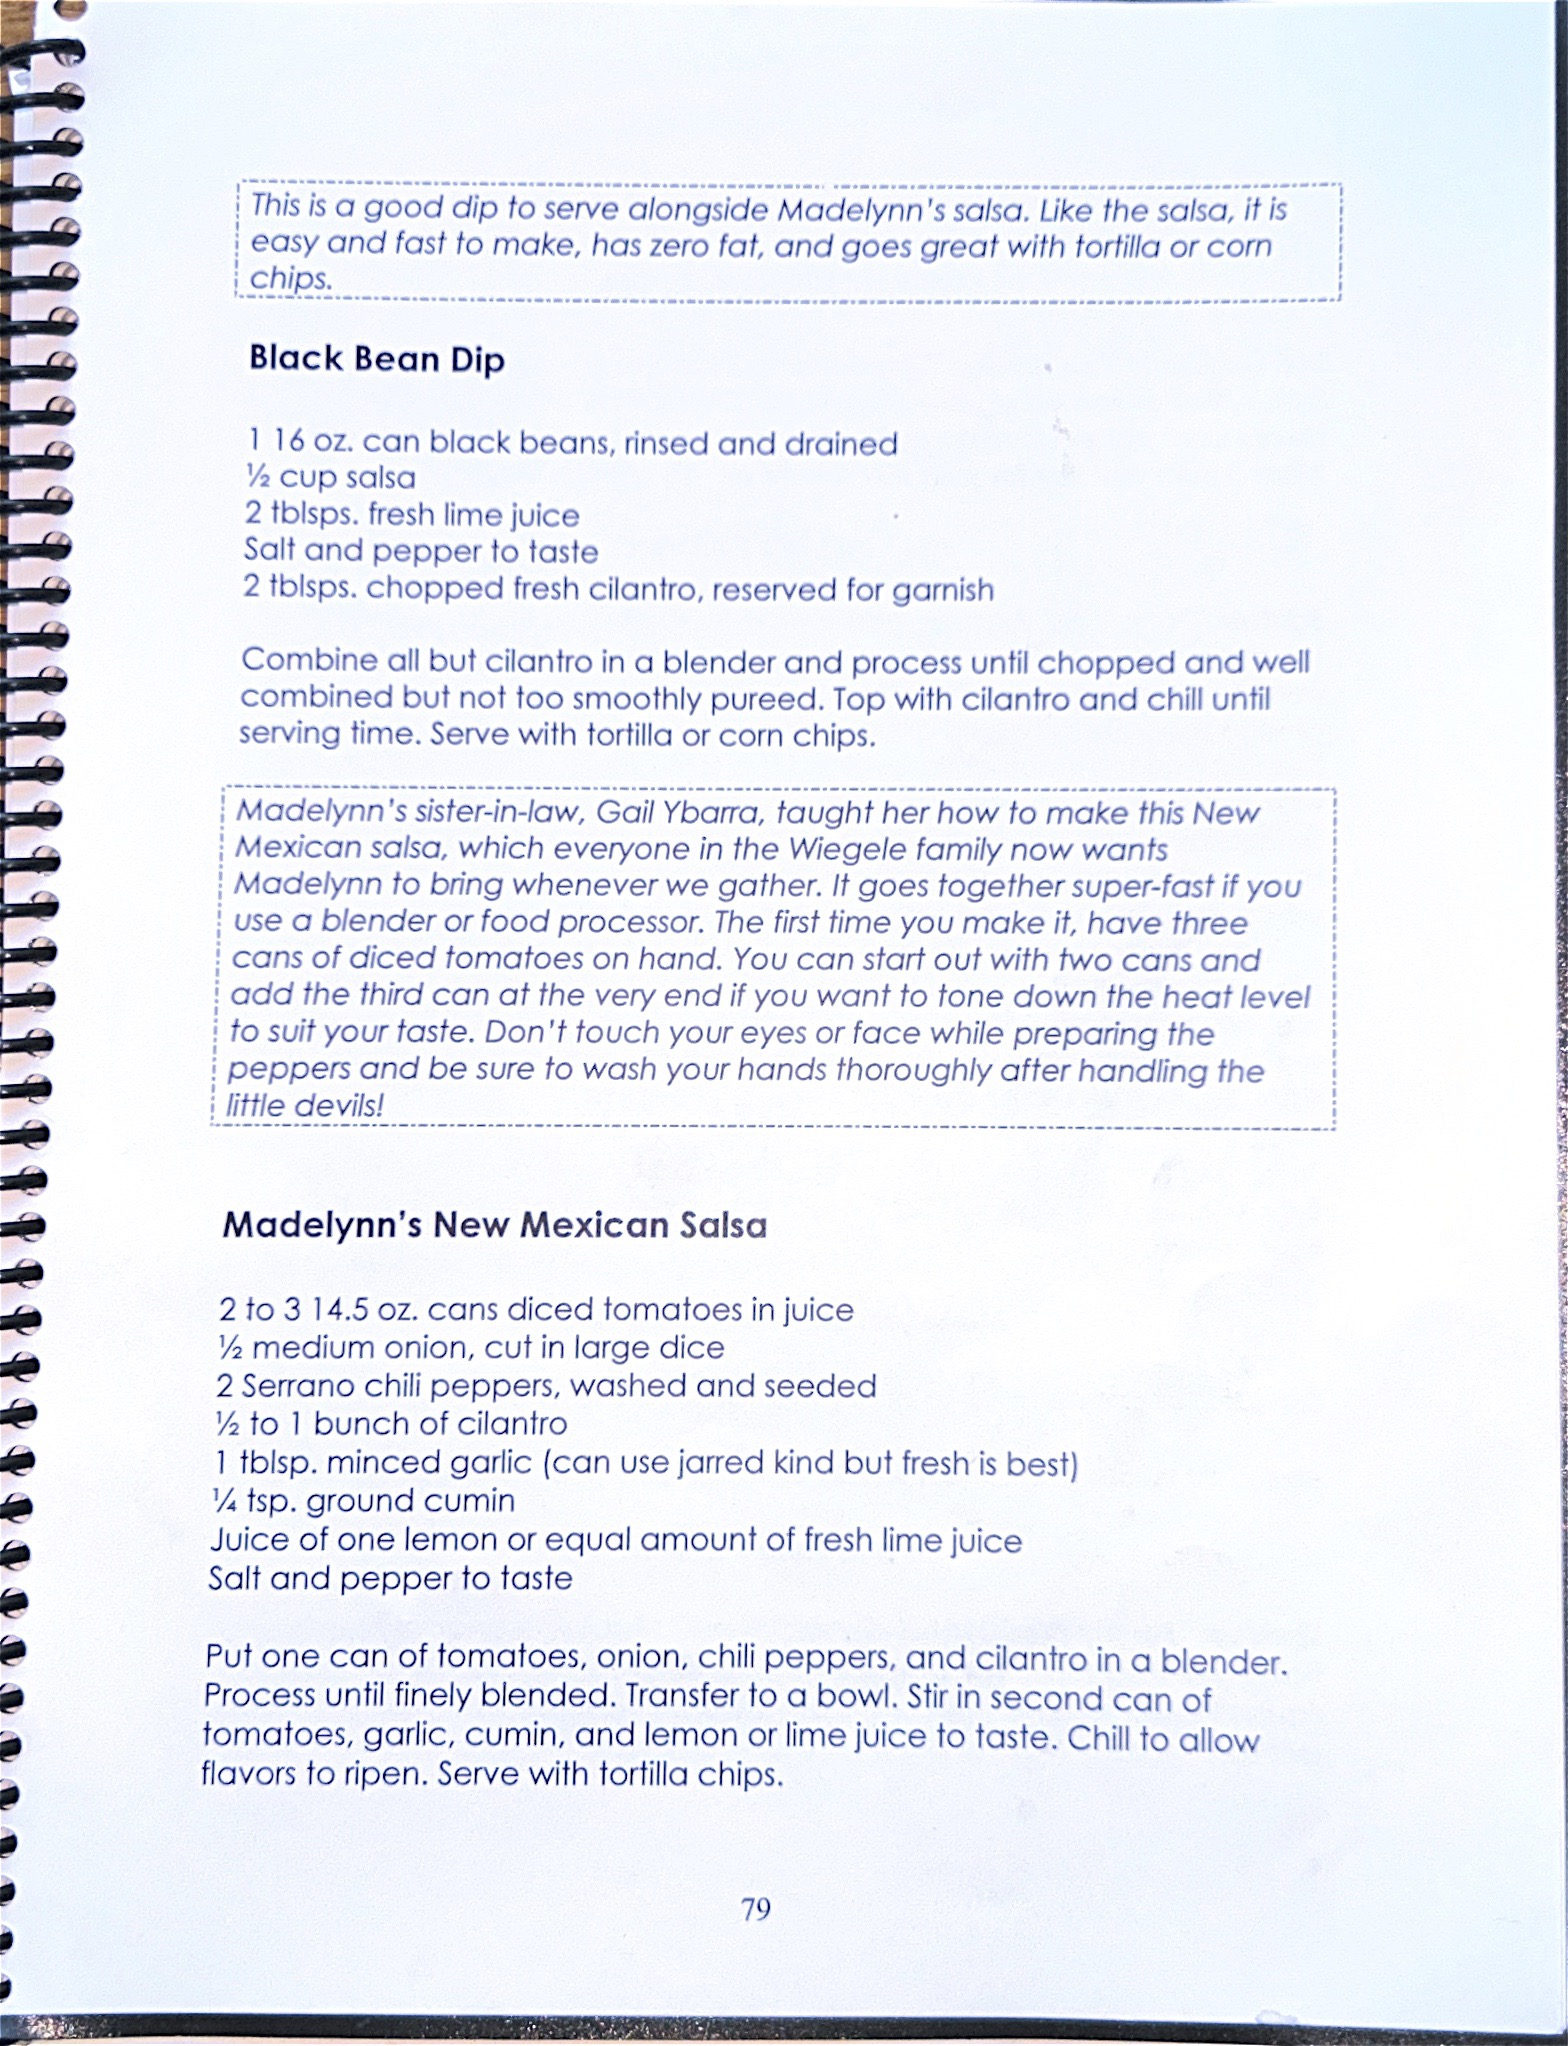 This is a good dip to serve alongside Madelynn's salsa. Like the salsa, it is
easy and fast to make, has zero fat, and goes great with tortilla or corn
chips.
Black Bean Dip
1 16 oz. can black beans, rinsed and drained
½ cup salsa
2 tblsps. fresh lime juice
Salt and pepper to taste
2 tblsps. chopped fresh cilantro, reserved for garnish
Combine all but cilantro in a blender and process until chopped and well
combined but not too smoothly pureed. Top with cilantro and chill until
serving time. Serve with tortilla or corn chips.
Madelynn's sister-in-law, Gail Ybarra, taught her how to make this New
Mexican salsa, which everyone in the Wiegele family now wants
Madelynn to bring whenever we gather. It goes together super-fast if you
use a blender or food processor. The first time you make it, have three
cans of diced tomatoes on hand. You can start out with two cans and
add the third can at the very end if you want to tone down the heat level
to suit your taste. Don't touch your eyes or face while preparing the
peppers and be sure to wash your hands thoroughly after handling the
little devils!
Madelynn's New Mexican Salsa
2 to 3 14.5 oz. cans diced tomatoes in juice
½ medium onion, cut in large dice
2 Serrano chili peppers, washed and seeded
½ to 1 bunch of cilantro
1 tblsp. minced garlic (can use jarred kind but fresh is best)
¼ tsp. ground cumin
Juice of one lemon or equal amount of fresh lime juice
Salt and pepper to taste
Put one can of tomatoes, onion, chili peppers, and cilantro in a blender.
Process until finely blended. Transfer to a bowl. Stir in second can of
tomatoes, garlic, cumin, and lemon or lime juice to taste. Chill to allow
flavors to ripen. Serve with tortilla chips.
79